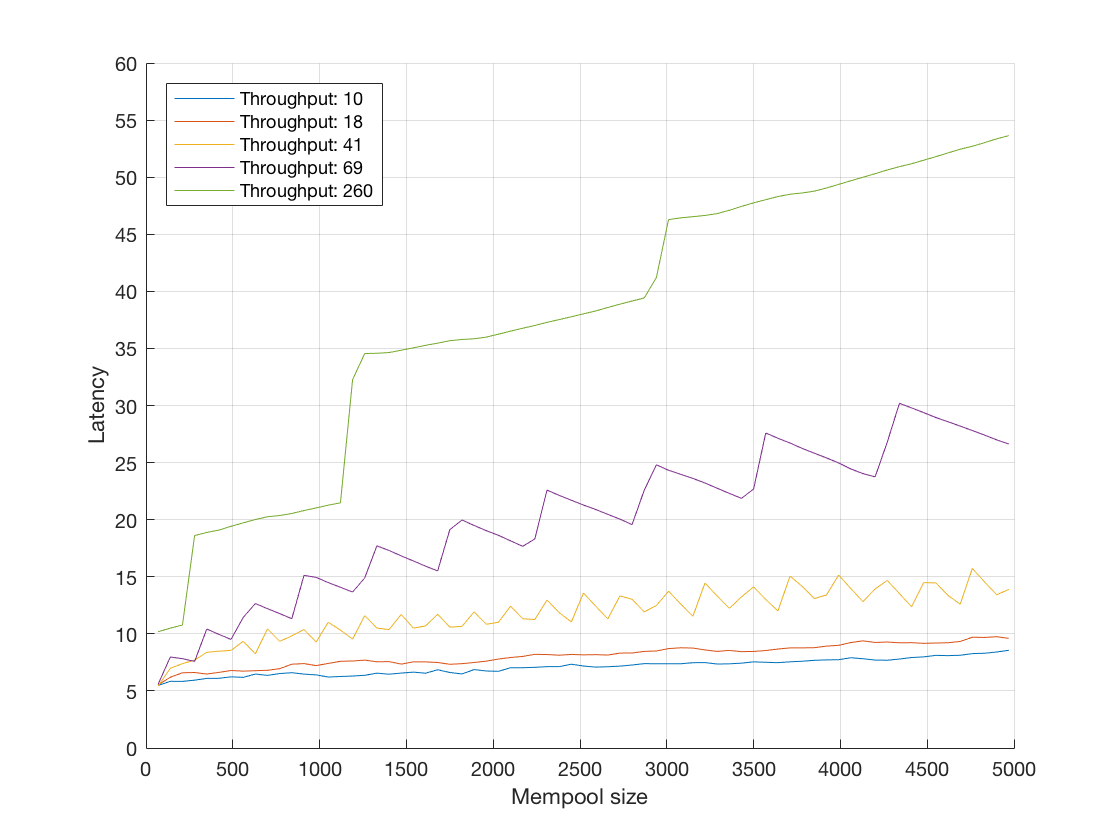 60
55
50
45
40
35
30
25
20
15
10
5
0
Latency
Throughput: 10
Throughput: 18
Throughput: 41
Throughput: 69
Throughput: 260
0 500 1000 1500 2000 2500 3000 3500 4000 4500 5000
Mempool size